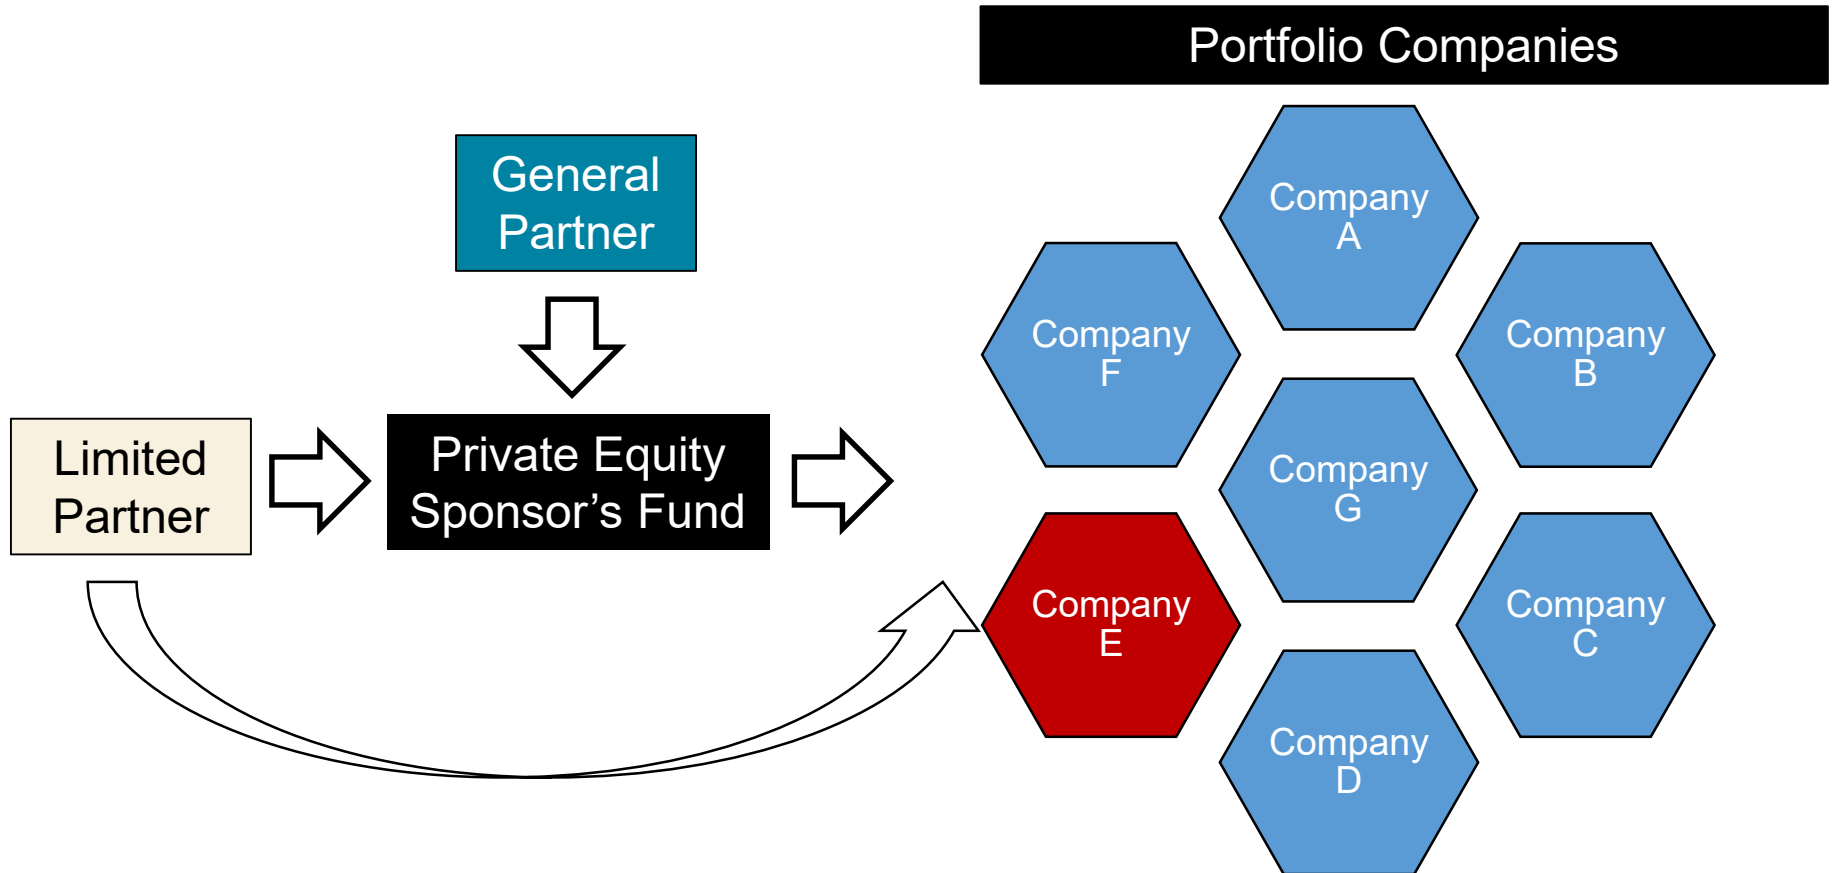 Portfolio Companies
General
Partner
Limited
Partner
Private Equity
Sponsor’s Fund
Company
A
Company
F
Company
B
Company
G
Company
E
Company
C
Company
D